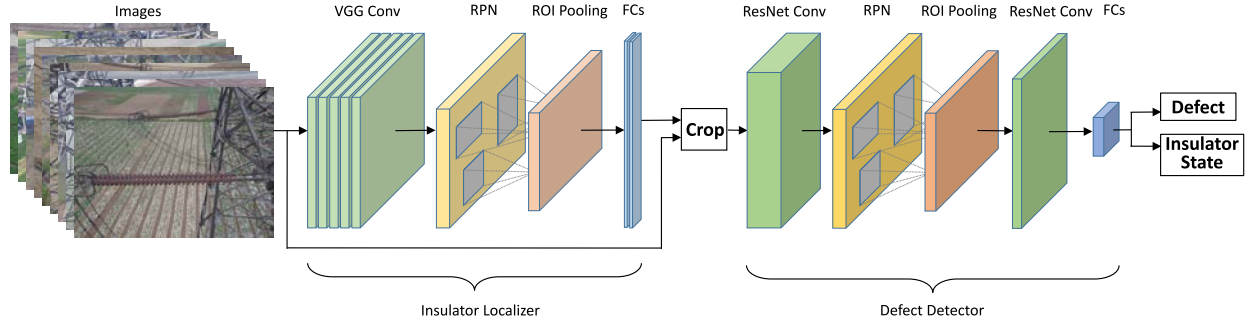 Images
VGG Conv
RPN
ROI Pooling
FCs
ResNet Conv
RPN
ROI Pooling
ResNet Conv
FCs
Crop
Defect
Insulator
State
Insulator Localizer
Defect Detector